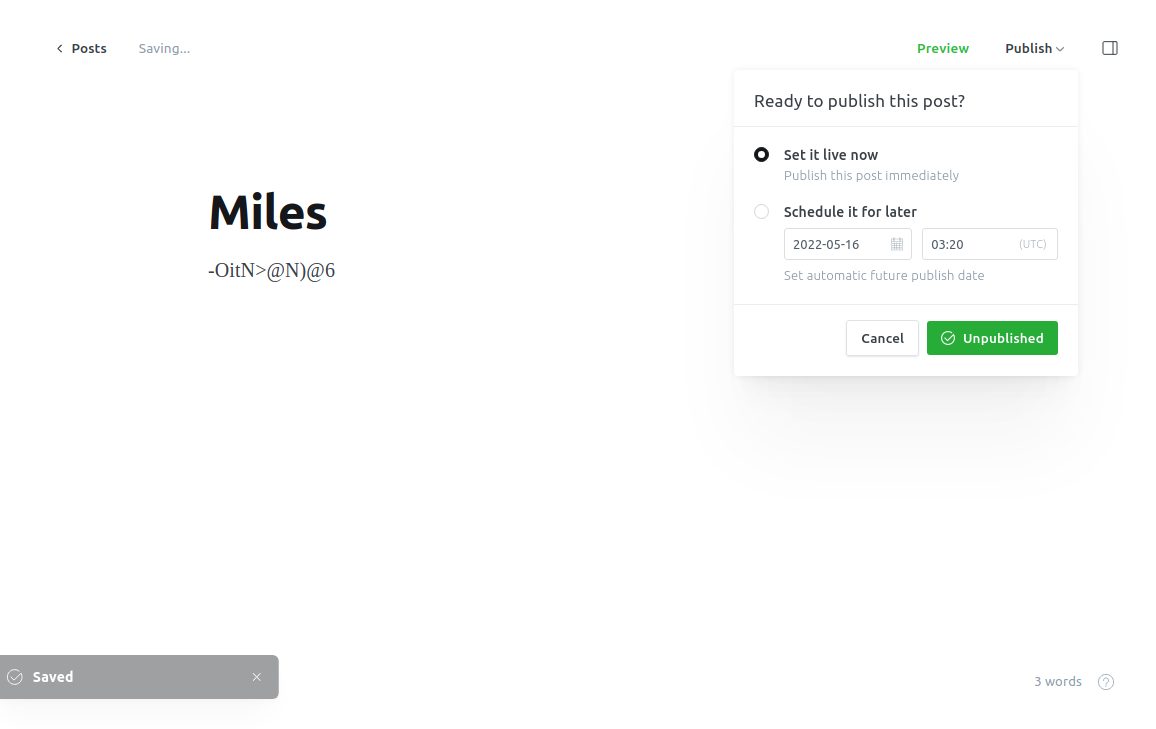 Posts
Saving...
Preview
Publish
Ready to publish this post?
Set it live now
Publish this post immediately
Schedule it for later
2022-05-16
03:20
(UTC)
Set automatic future publish date
Cancel
Unpublished
Miles
-OitN>@N)@6
Saved
3 words
?